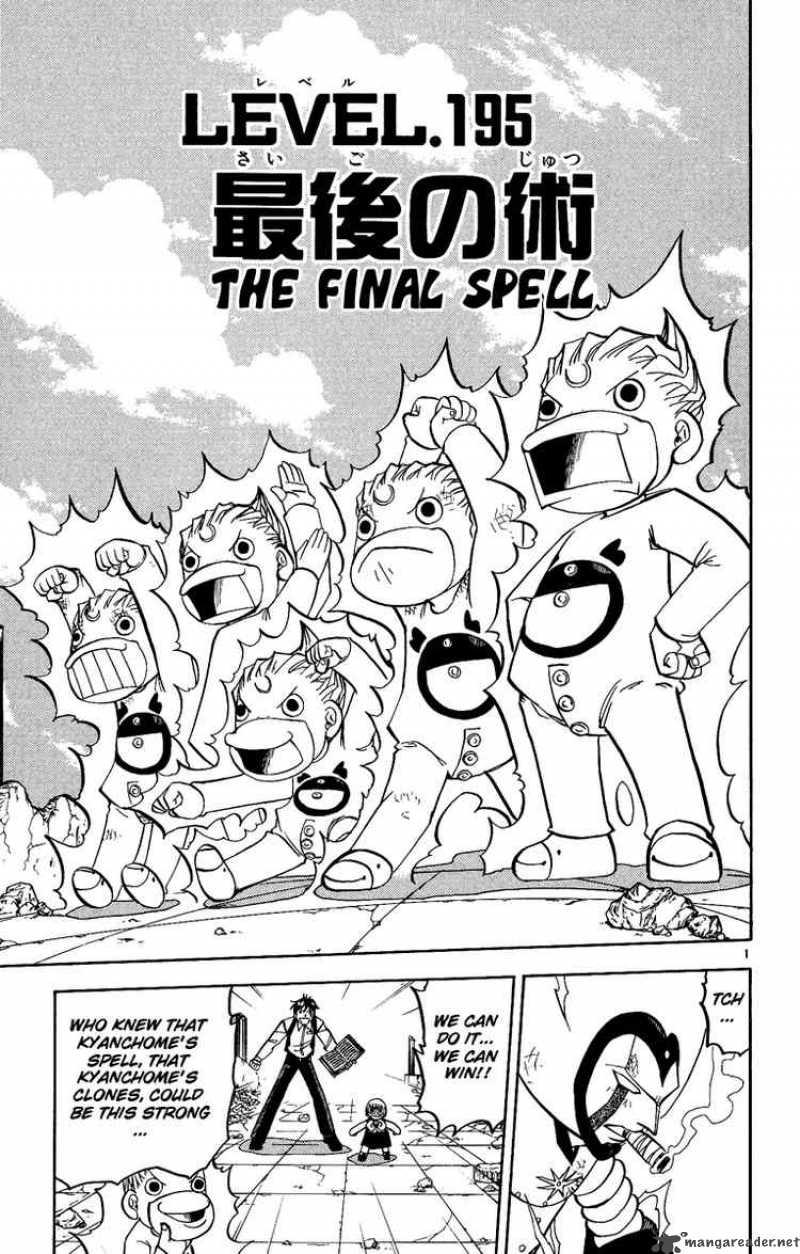 レベル
LEVEL.195
さいご じゅつ
最後の術
THE FINAL SPELL
1
TCH
...
WE CAN
DO IT...
WE CAN
WIN!!
WHO KNEW THAT
KYANCHOME'S
SPELL, THAT
KYANCHOME'S
CLONES, COULD
BE THIS STRONG
...
mangareader.net